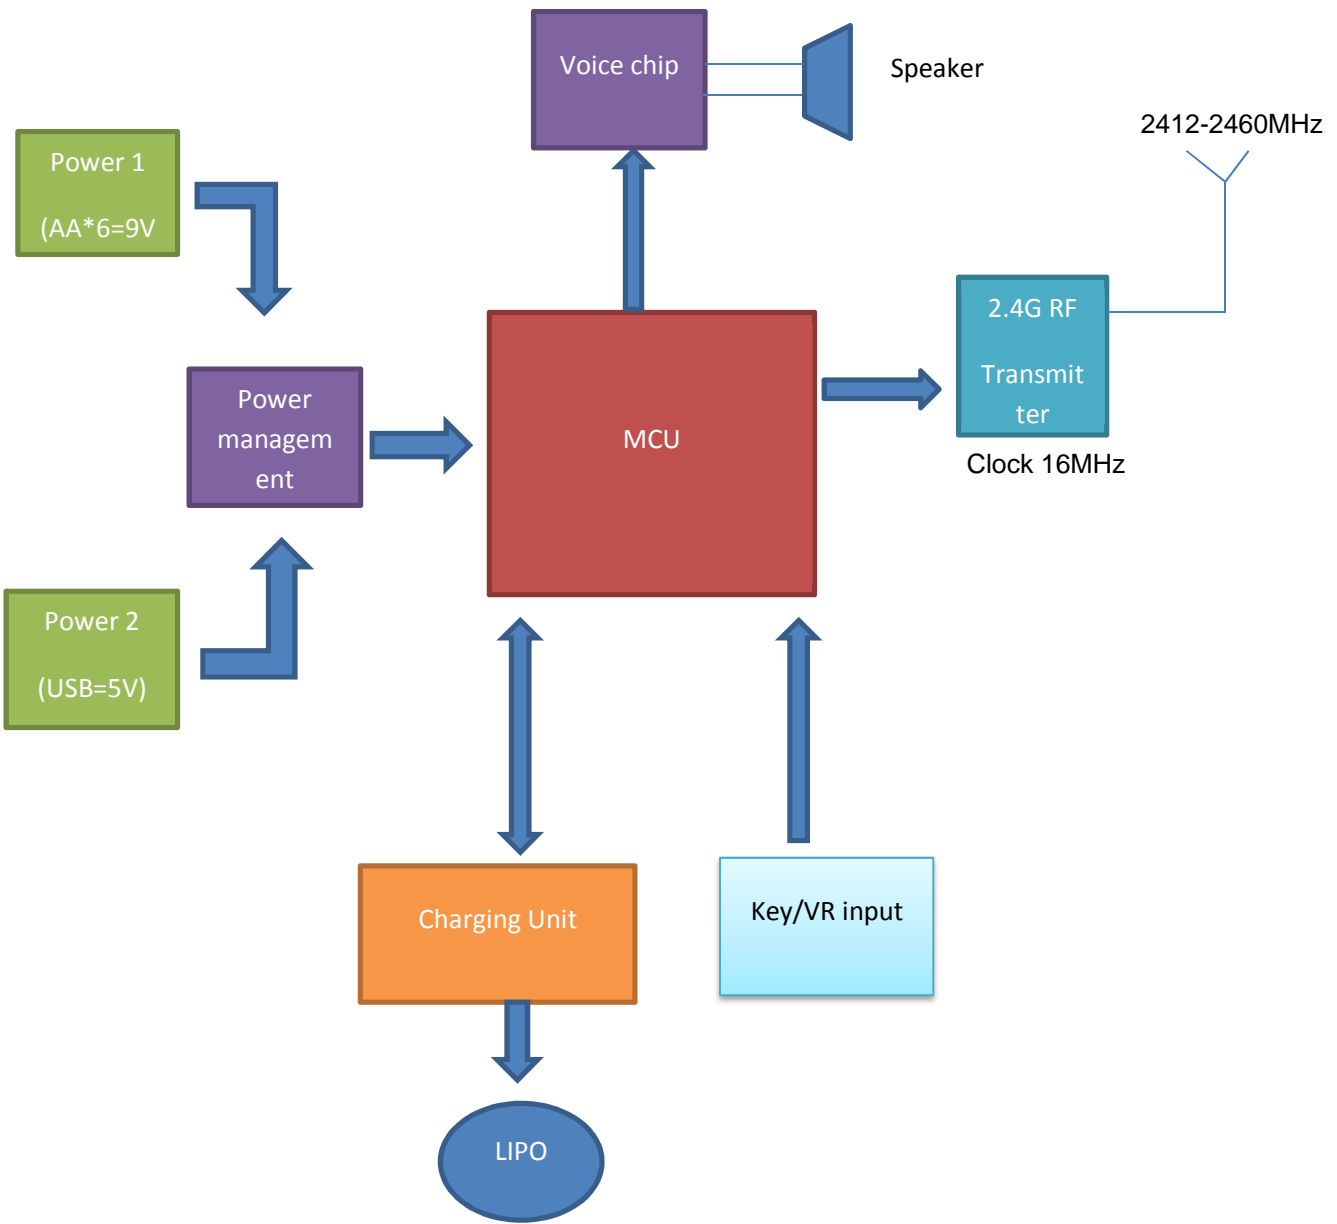 Voice chip
Speaker
2412-2460MHz
Power 1
(AA*6=9V
2.4G RF
Transmit
ter
Clock 16MHz
Power
managem
ent
MCU
Power 2
(USB=5V)
Charging Unit
Key/VR input
LIPO